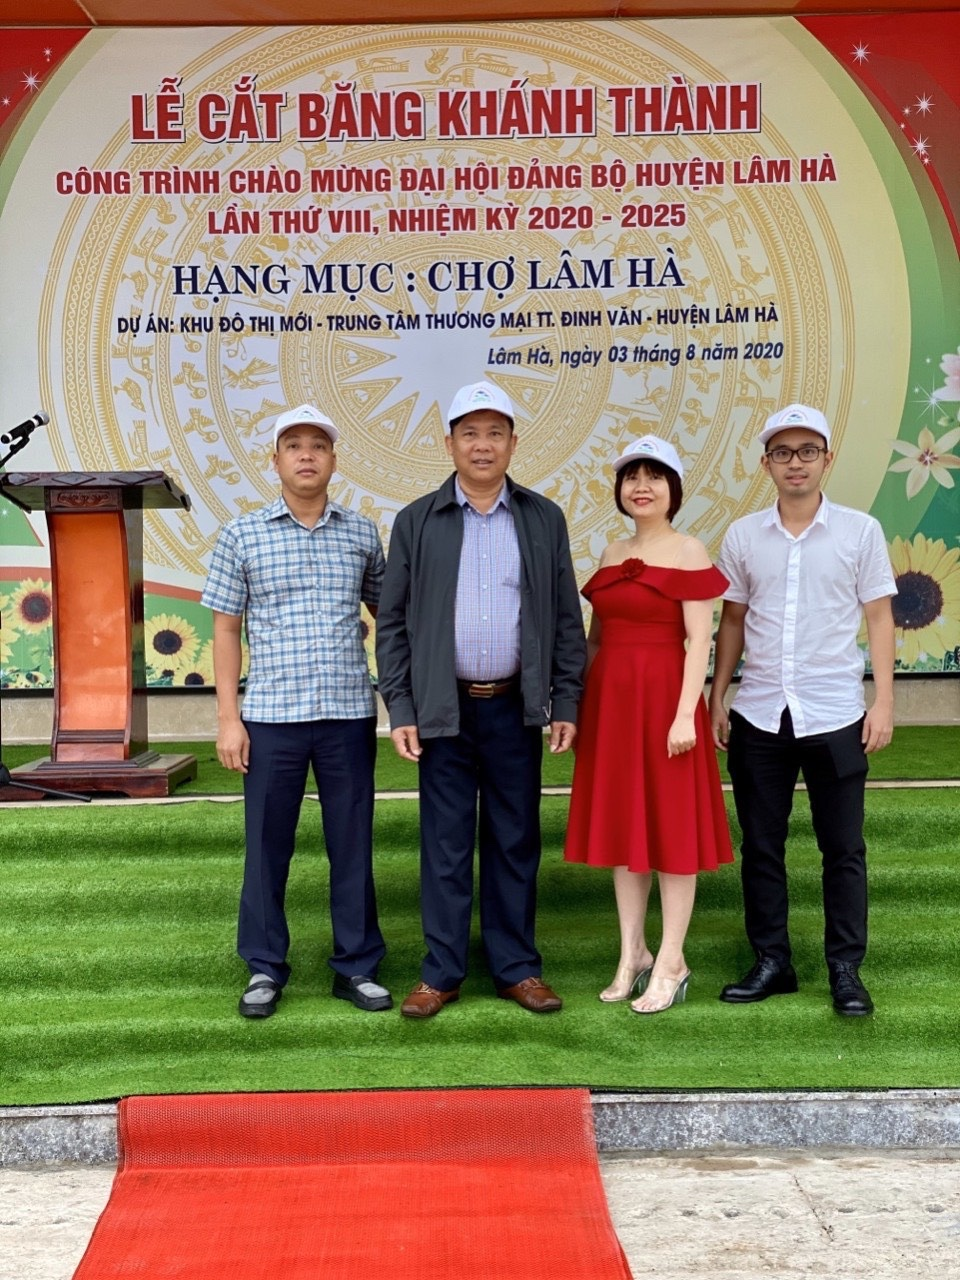 LỄ CẮT BĂNG KHÁNH THÀNH
CÔNG TRÌNH CHÀO MỪNG ĐẠI HỘI ĐẢNG BỘ HUYỆN LÂM HÀ
LẦN THỨ VIII, NHIỆM KỲ 2020 - 2025
HẠNG MỤC : CHỢ LÂM HÀ
DỰ ÁN: KHU ĐÔ THỊ MỚI - TRUNG TÂM THƯƠNG MẠI TT. ĐINH VĂN - HUYỆN LÂM HÀ
Lâm Hà, ngày 03 tháng 8 năm 2020